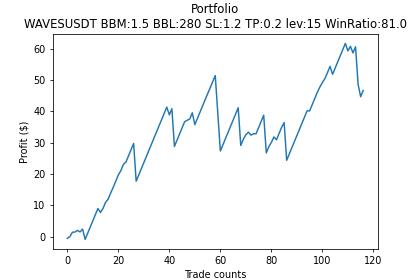 Portfolio
WAVESUSDT BBM:1.5 BBL:280 SL:1.2 TP:0.2 lev:15 WinRatio:81.0
60
50
40
30
20
10
0
Profit ($)
0 20 40 60 80 100 120
Trade counts